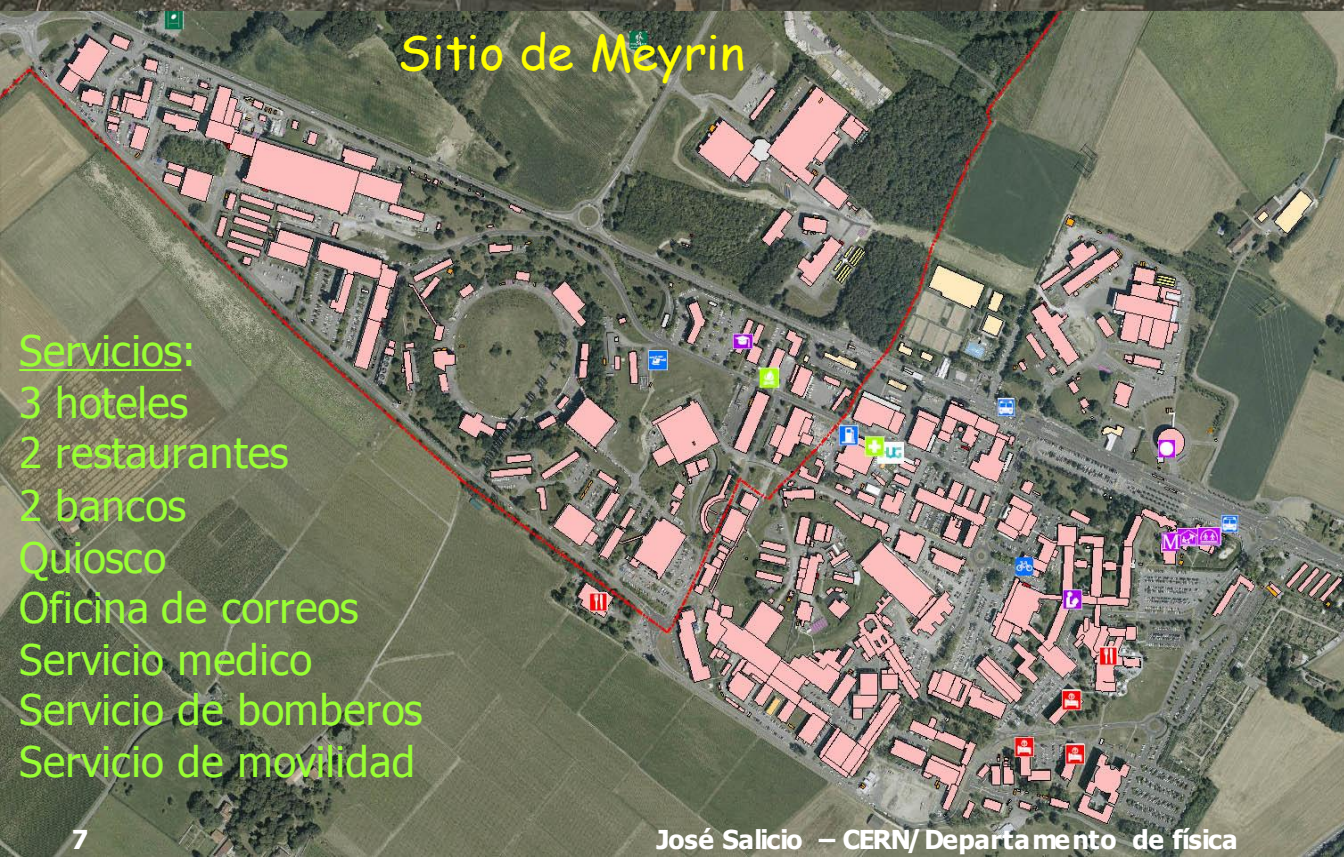 Sitio de Meyrin
Servicios:
3 hoteles
2 restaurantes
2 bancos
Quiosco
Oficina de correos
Servicio medico
Servicio de bomberos
Servicio de movilidad
UG
M
7
José Salicio – CERN/Departamento de física